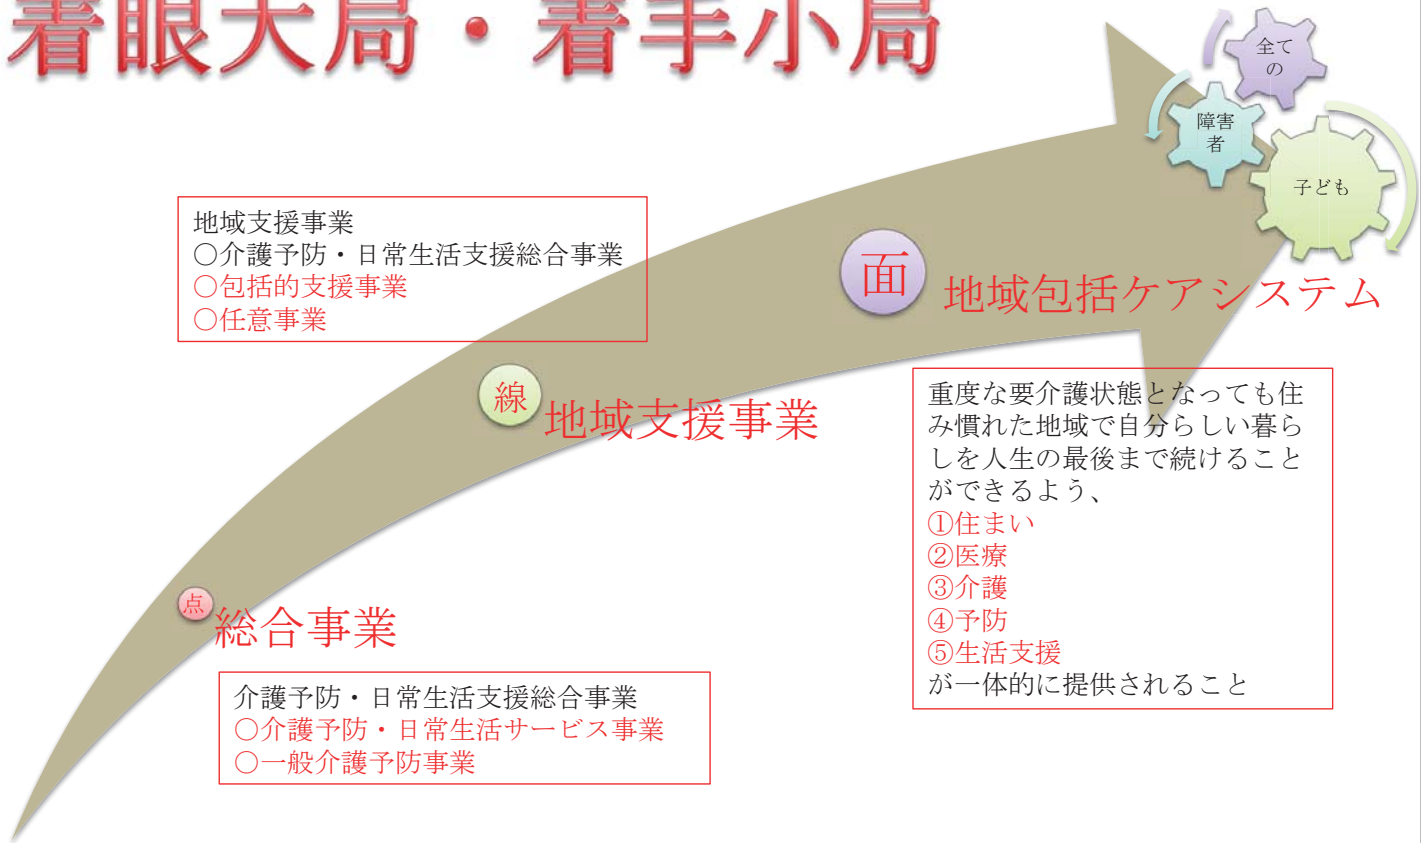 着眼大局・着手小局
全て
の
障害
者
子ども
地域支援事業
○介護予防・日常生活支援総合事業
○包括的支援事業
○任意事業
面
地域包括ケアシステム
線
地域支援事業
重度な要介護状態となっても住
み慣れた地域で自分らしい暮ら
しを人生の最後まで続けること
ができるよう、
①住まい
②医療
③介護
④予防
⑤生活支援
が一体的に提供されること
点
総合事業
介護予防・日常生活支援総合事業
○介護予防・日常生活サービス事業
○一般介護予防事業